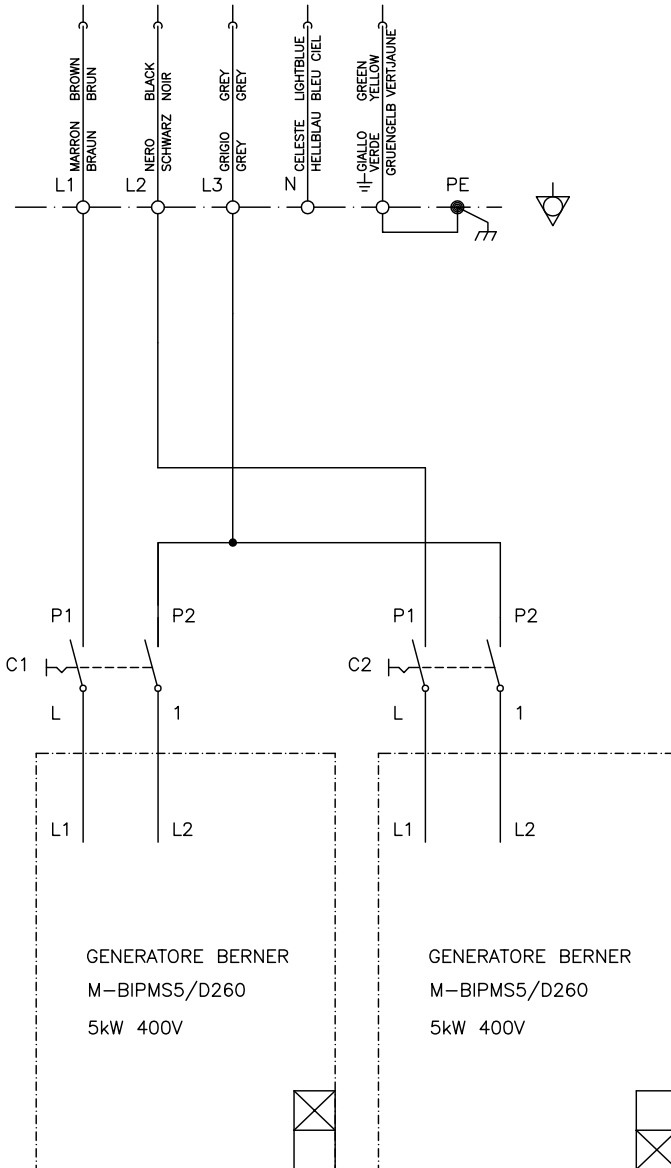 MARRON BROWN
BRAUN BRUN
NERO BLACK
SCHWARZ NOIR
GRIGIO GREY
GREY GREY
CELESTE LIGHTBLUE
HELLBLAU BLEU CIEL
GIALLO GREEN
VERDE YELLOW
GRUENGELB VERTJAUNE
L1 L2 L3 N PE
P1 P2 P1 P2
C1 C2
L 1 L 1
L1 L2 L1 L2
GENERATORE BERNER
M-BIPMS5/D260
5kW 400V
GENERATORE BERNER
M-BIPMS5/D260
5kW 400V